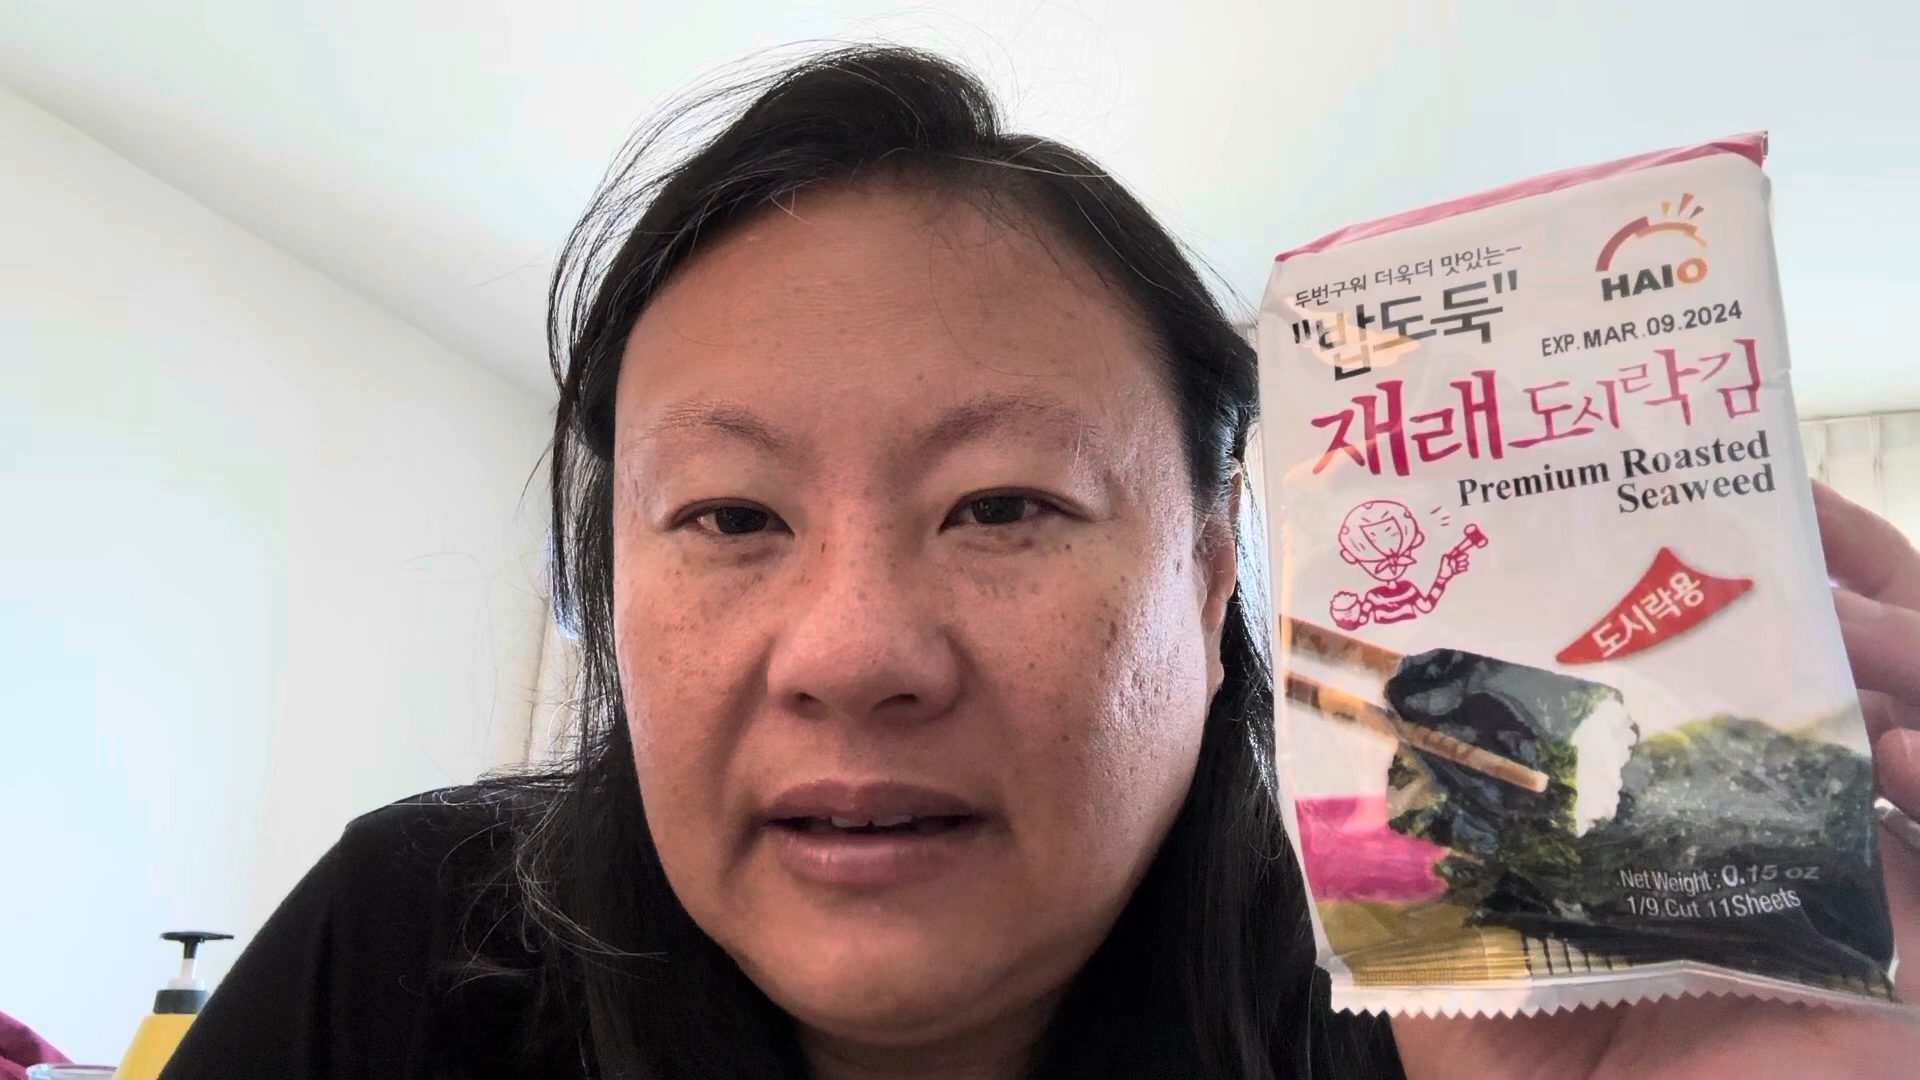 두번구워 더욱더 맛있는~
"밥도둑"
HAIO
EXP.MAR.09.2024
재래도시락김
Premium Roasted
Seaweed
도시락용
Net Weight : 0.15 oz
1/9 Cut 11Sheets